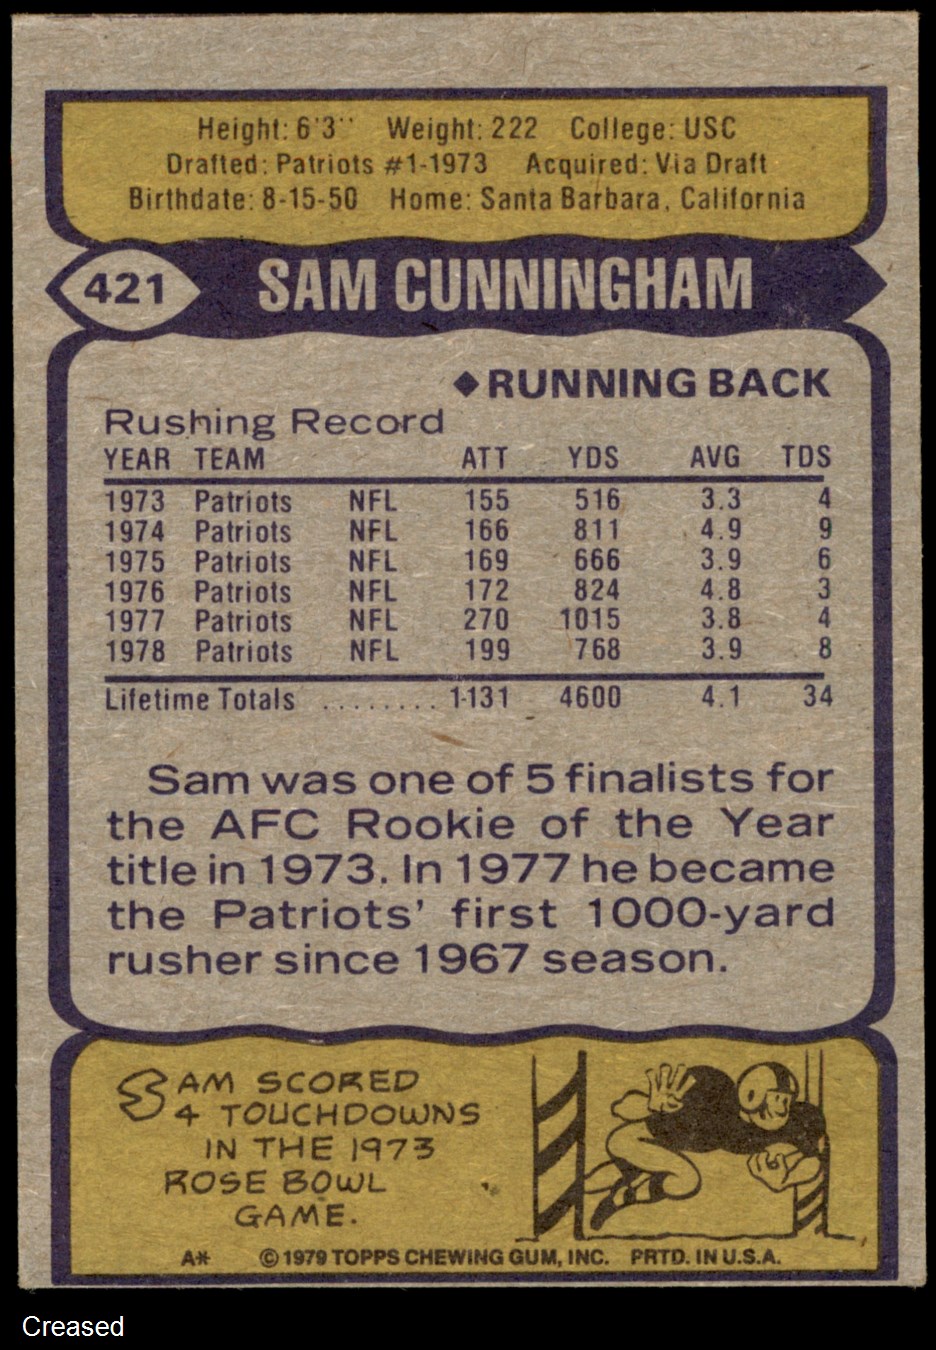 Height: 6'3" Weight: 222 College: USC
Drafted: Patriots #1-1973 Acquired: Via Draft
Birthdate: 8-15-50 Home: Santa Barbara, California
421 SAM CUNNINGHAM
◆RUNNING BACK
Rushing Record
YEAR TEAM ATT YDS AVG TDS
1973 Patriots NFL 155 516 3.3 4
1974 Patriots NFL 166 811 4.9 9
1975 Patriots NFL 169 666 3.9 6
1976 Patriots NFL 172 824 4.8 3
1977 Patriots NFL 270 1015 3.8 4
1978 Patriots NFL 199 768 3.9 8
Lifetime Totals ........ 1131 4600 4.1 34
Sam was one of 5 finalists for
the AFC Rookie of the Year
title in 1973. In 1977 he became
the Patriots' first 1000-yard
rusher since 1967 season.
SAM SCORED
4 TOUCHDOWNS
IN THE 1973
ROSE BOWL
GAME.
A* © 1979 TOPPS CHEWING GUM, INC. PRTD. IN U.S.A.
Creased